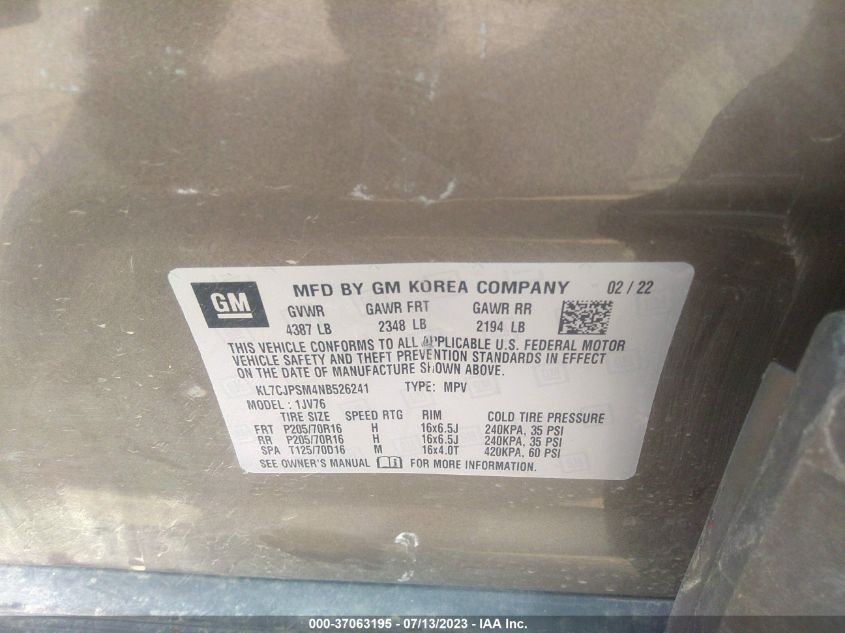 GM MFD BY GM KOREA COMPANY 02 / 22
GVWR GAWR FRT GAWR RR
4387 LB 2348 LB 2194 LB
THIS VEHICLE CONFORMS TO ALL APPLICABLE U.S. FEDERAL MOTOR
VEHICLE SAFETY AND THEFT PREVENTION STANDARDS IN EFFECT
ON THE DATE OF MANUFACTURE SHOWN ABOVE.
KL7CJPSM4NB526241 TYPE: MPV
MODEL : 1JV76
TIRE SIZE SPEED RTG RIM COLD TIRE PRESSURE
FRT P205/70R16 H 16x6.5J 240KPA, 35 PSI
RR P205/70R16 H 16x6.5J 240KPA, 35 PSI
SPA T125/70D16 M 16x4.0T 420KPA, 60 PSI
SEE OWNER'S MANUAL FOR MORE INFORMATION.
000-37063195 - 07/13/2023 - IAA Inc.